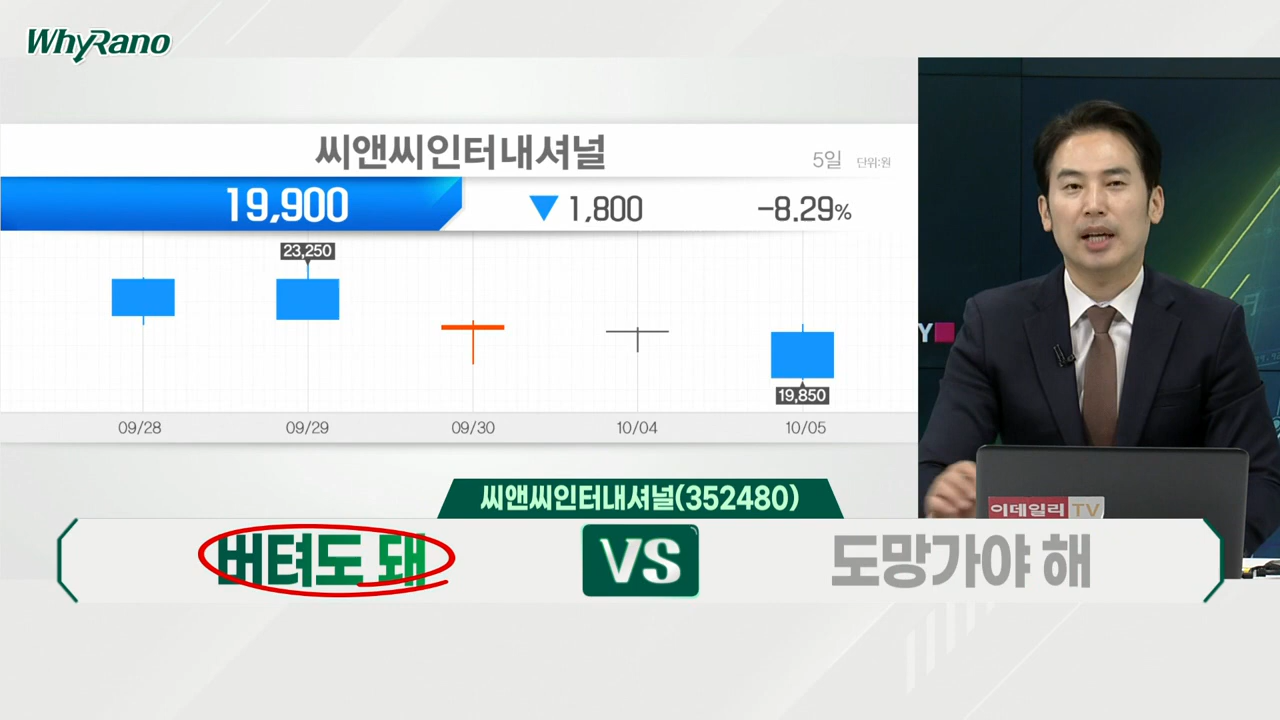 WhyRano
씨앤씨인터내셔널
5일 단위:원
19,900 ▼1,800 -8.29%
23,250
19,850
09/28 09/29 09/30 10/04 10/05
Y
이데일리TV
씨앤씨인터내셔널(352480)
버텨도 돼 VS 도망가야 해